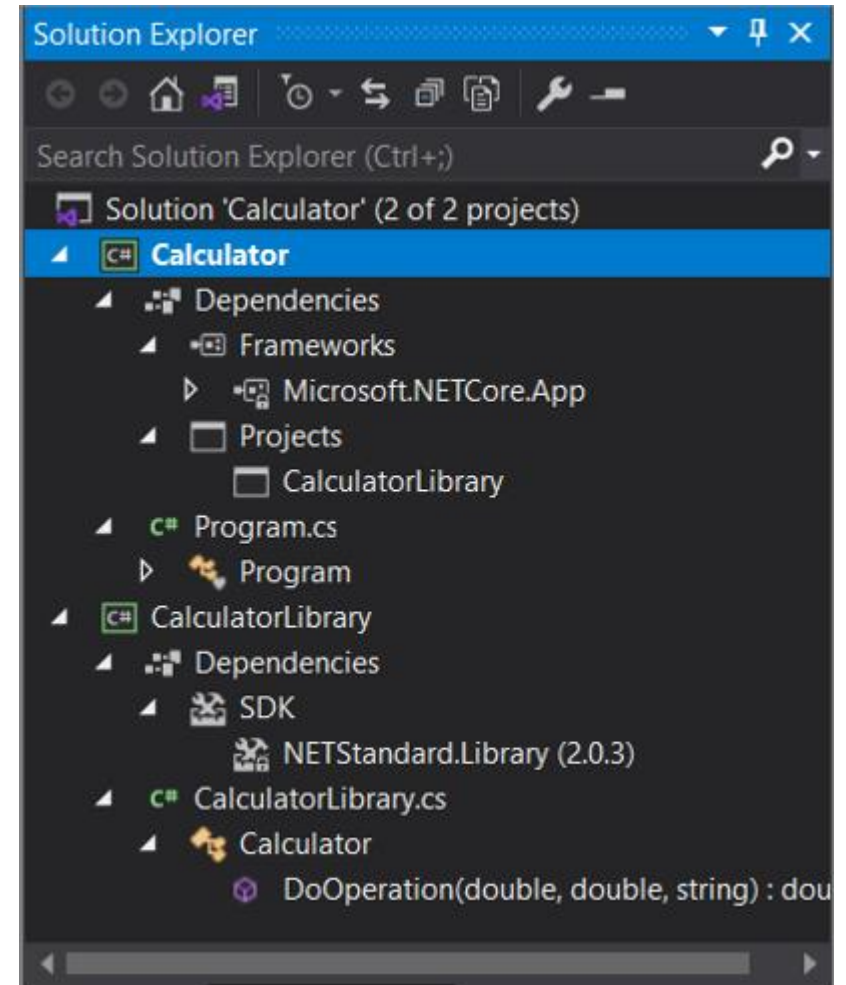 Solution Explorer
Search Solution Explorer (Ctrl+;)
Solution 'Calculator' (2 of 2 projects)
C# Calculator
Dependencies
Frameworks
Microsoft.NETCore.App
Projects
CalculatorLibrary
C# Program.cs
Program
C# CalculatorLibrary
Dependencies
SDK
NETStandard.Library (2.0.3)
C# CalculatorLibrary.cs
Calculator
DoOperation(double, double, string) : dou